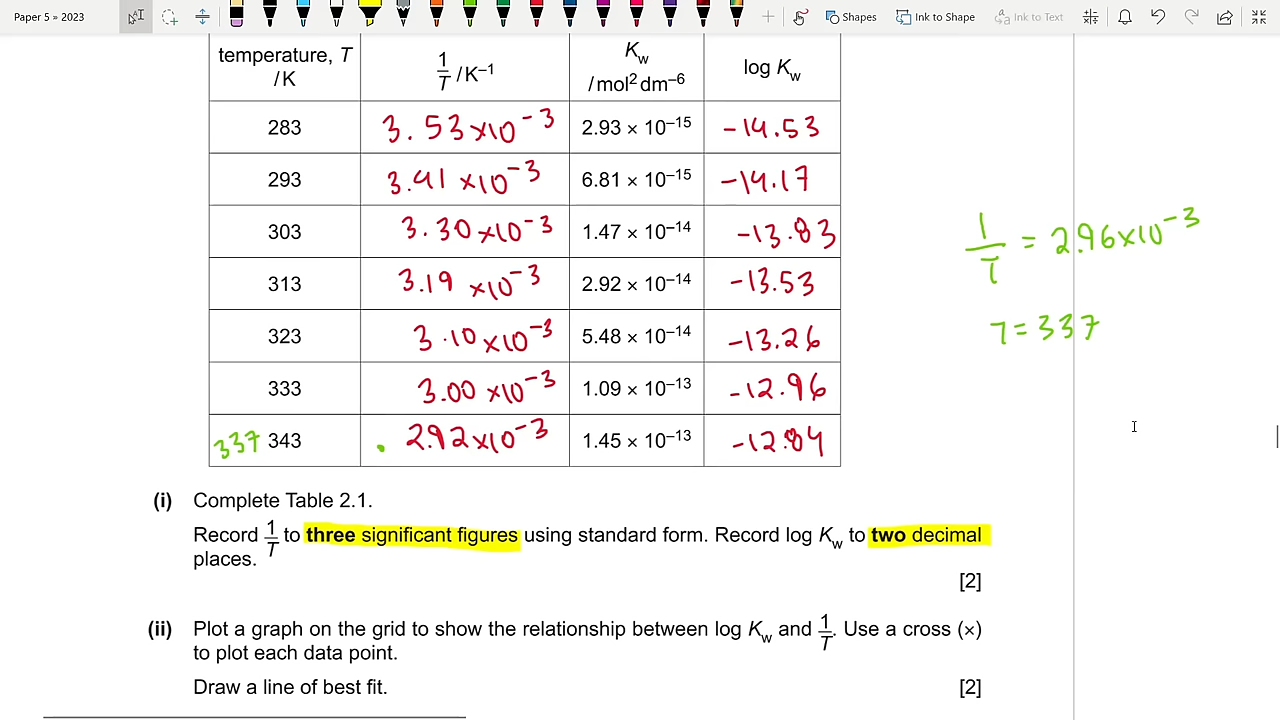 Paper 5 » 2023
Shapes
Ink to Shape
Ink to Text
temperature, T /K
1/T /K⁻¹
Kw /mol² dm⁻⁶
log Kw
283 3.53×10⁻³ 2.93 × 10⁻¹⁵ -14.53
293 3.41×10⁻³ 6.81 × 10⁻¹⁵ -14.17
303 3.30×10⁻³ 1.47 × 10⁻¹⁴ -13.83
313 3.19×10⁻³ 2.92 × 10⁻¹⁴ -13.53
323 3.10×10⁻³ 5.48 × 10⁻¹⁴ -13.26
333 3.00×10⁻³ 1.09 × 10⁻¹³ -12.96
337 343 2.92×10⁻³ 1.45 × 10⁻¹³ -12.84
1/T = 2.96×10⁻³
T = 337
(i) Complete Table 2.1.
Record 1/T to three significant figures using standard form. Record log Kw to two decimal
places.
[2]
(ii) Plot a graph on the grid to show the relationship between log Kw and 1/T. Use a cross (×)
to plot each data point.
Draw a line of best fit. [2]